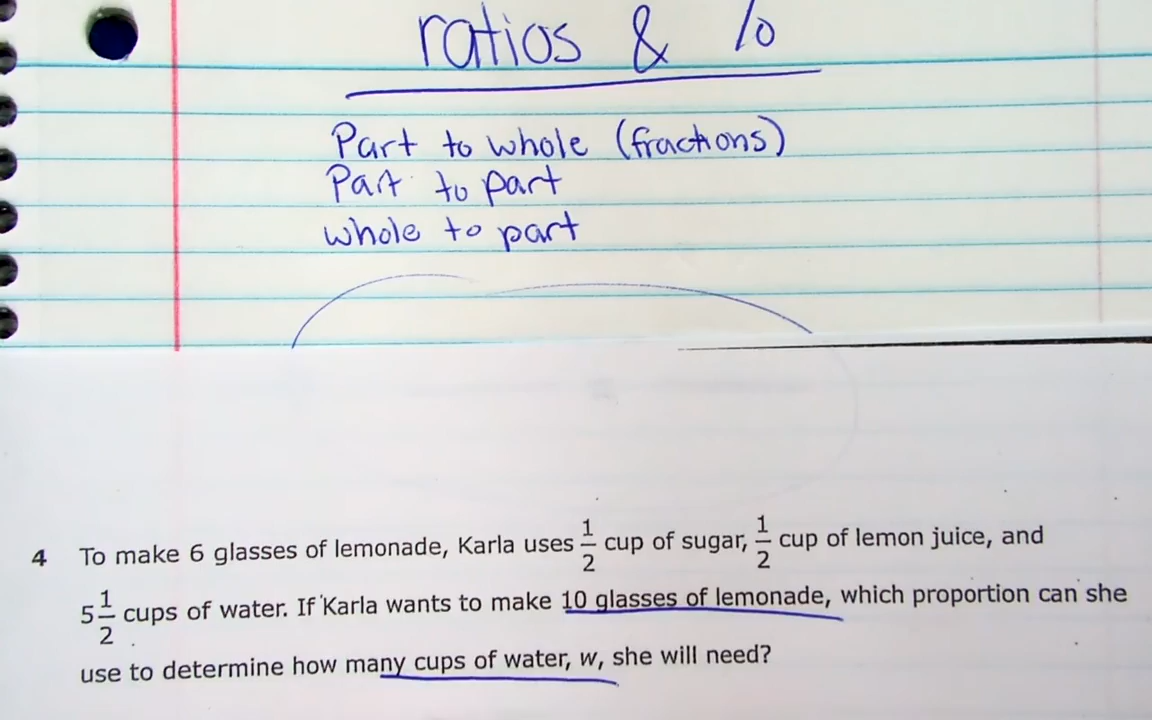 ratios & %
Part to whole (fractions)
Part to part
whole to part
4 To make 6 glasses of lemonade, Karla uses 1/2 cup of sugar, 1/2 cup of lemon juice, and
5 1/2 cups of water. If Karla wants to make 10 glasses of lemonade, which proportion can she
use to determine how many cups of water, w, she will need?